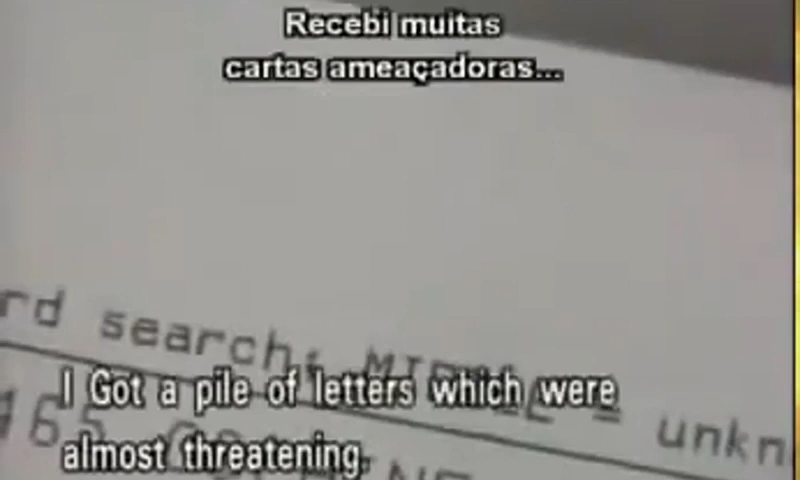 Recebi muitas
cartas ameaçadoras...
rd search:
unkn
I Got a pile of letters which were
almost threatening.